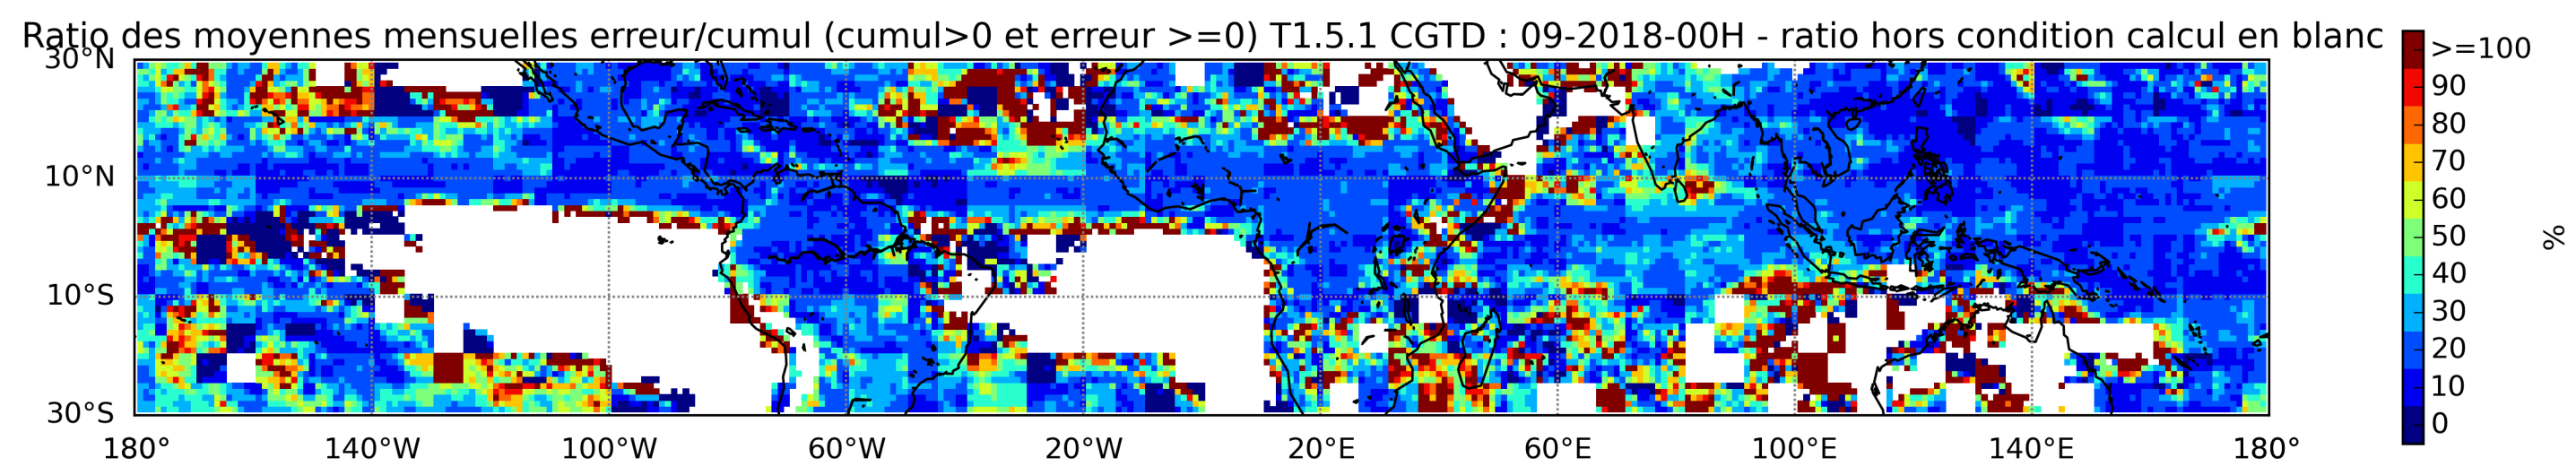 Ratio des moyennes mensuelles erreur/cumul (cumul>0 et erreur >=0) T1.5.1 CGTD : 09-2018-00H - ratio hors condition calcul en blanc
30°N
10°N
10°S
30°S
180° 140°W 100°W 60°W 20°W 20°E 60°E 100°E 140°E 180°
>=100
90
80
70
60
50
40
30
20
10
0
%